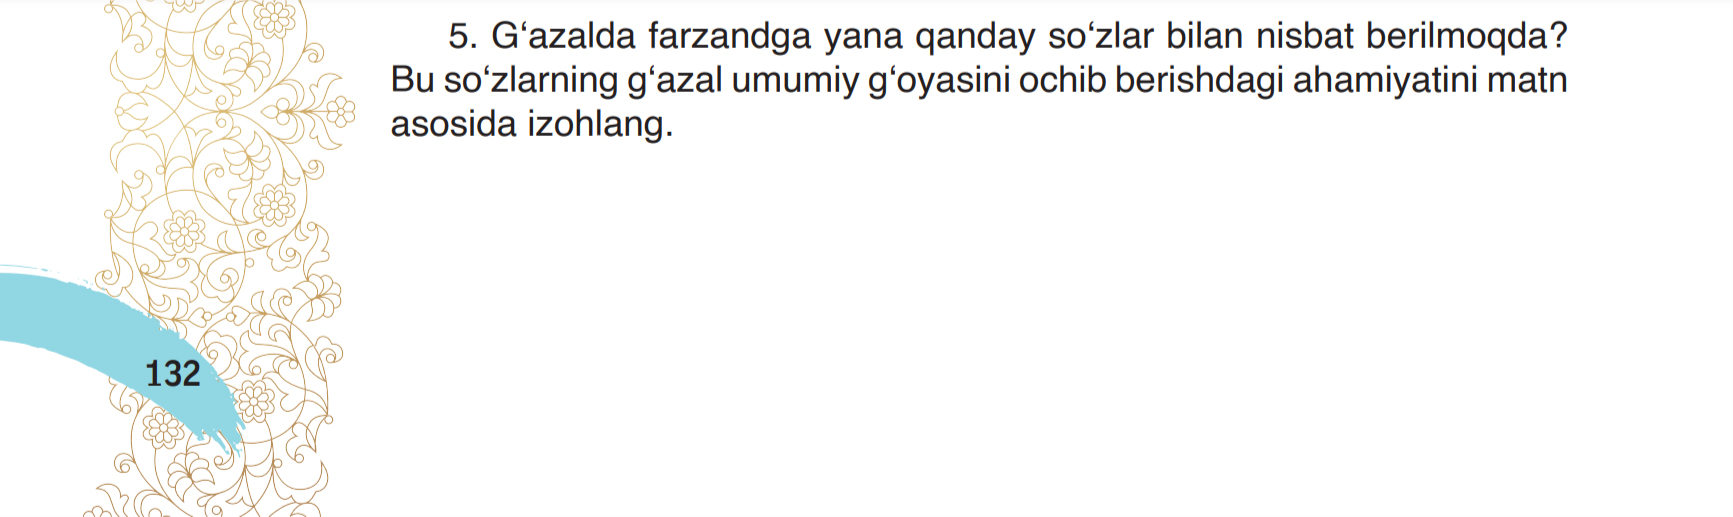 5. G‘azalda farzandga yana qanday so‘zlar bilan nisbat berilmoqda?
Bu so‘zlarning g‘azal umumiy g‘oyasini ochib berishdagi ahamiyatini matn
asosida izohlang.
132